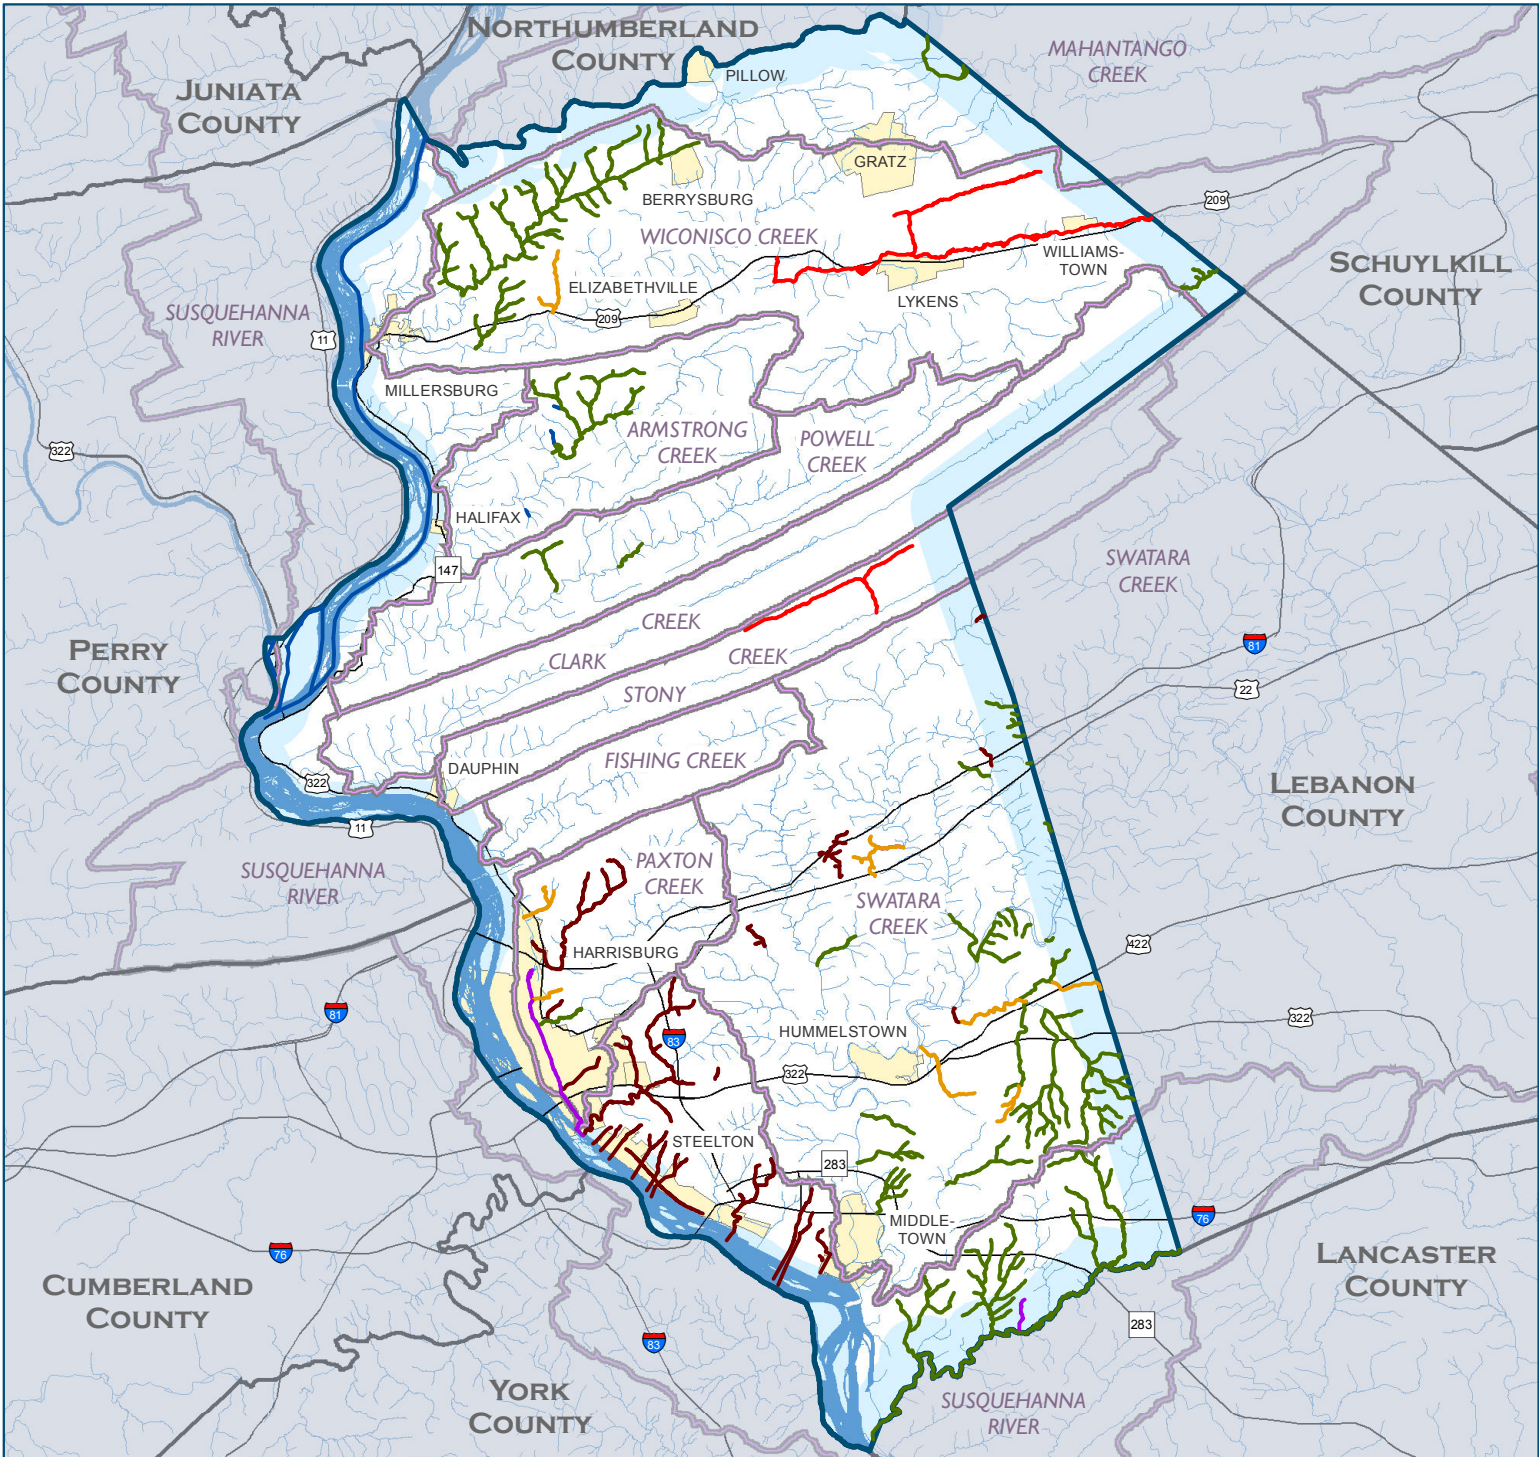 NORTHUMBERLAND
COUNTY
MAHANTANGO
CREEK
JUNIATA
COUNTY
PILLOW
GRATZ
BERRYSBURG
209
WICONISCO CREEK
WILLIAMS-
TOWN
SCHUYLKILL
COUNTY
ELIZABETHVILLE
LYKENS
SUSQUEHANNA
RIVER
209
11
MILLERSBURG
ARMSTRONG
CREEK
POWELL
CREEK
322
HALIFAX
SWATARA
CREEK
147
CREEK
PERRY
COUNTY
81
CLARK
CREEK
22
STONY
FISHING CREEK
DAUPHIN
322
LEBANON
COUNTY
11
SUSQUEHANNA
RIVER
PAXTON
CREEK
SWATARA
CREEK
422
HARRISBURG
81
322
HUMMELSTOWN
83
322
STEELTON
283
76
MIDDLE-
TOWN
76
CUMBERLAND
COUNTY
LANCASTER
COUNTY
283
83
YORK
COUNTY
SUSQUEHANNA
RIVER